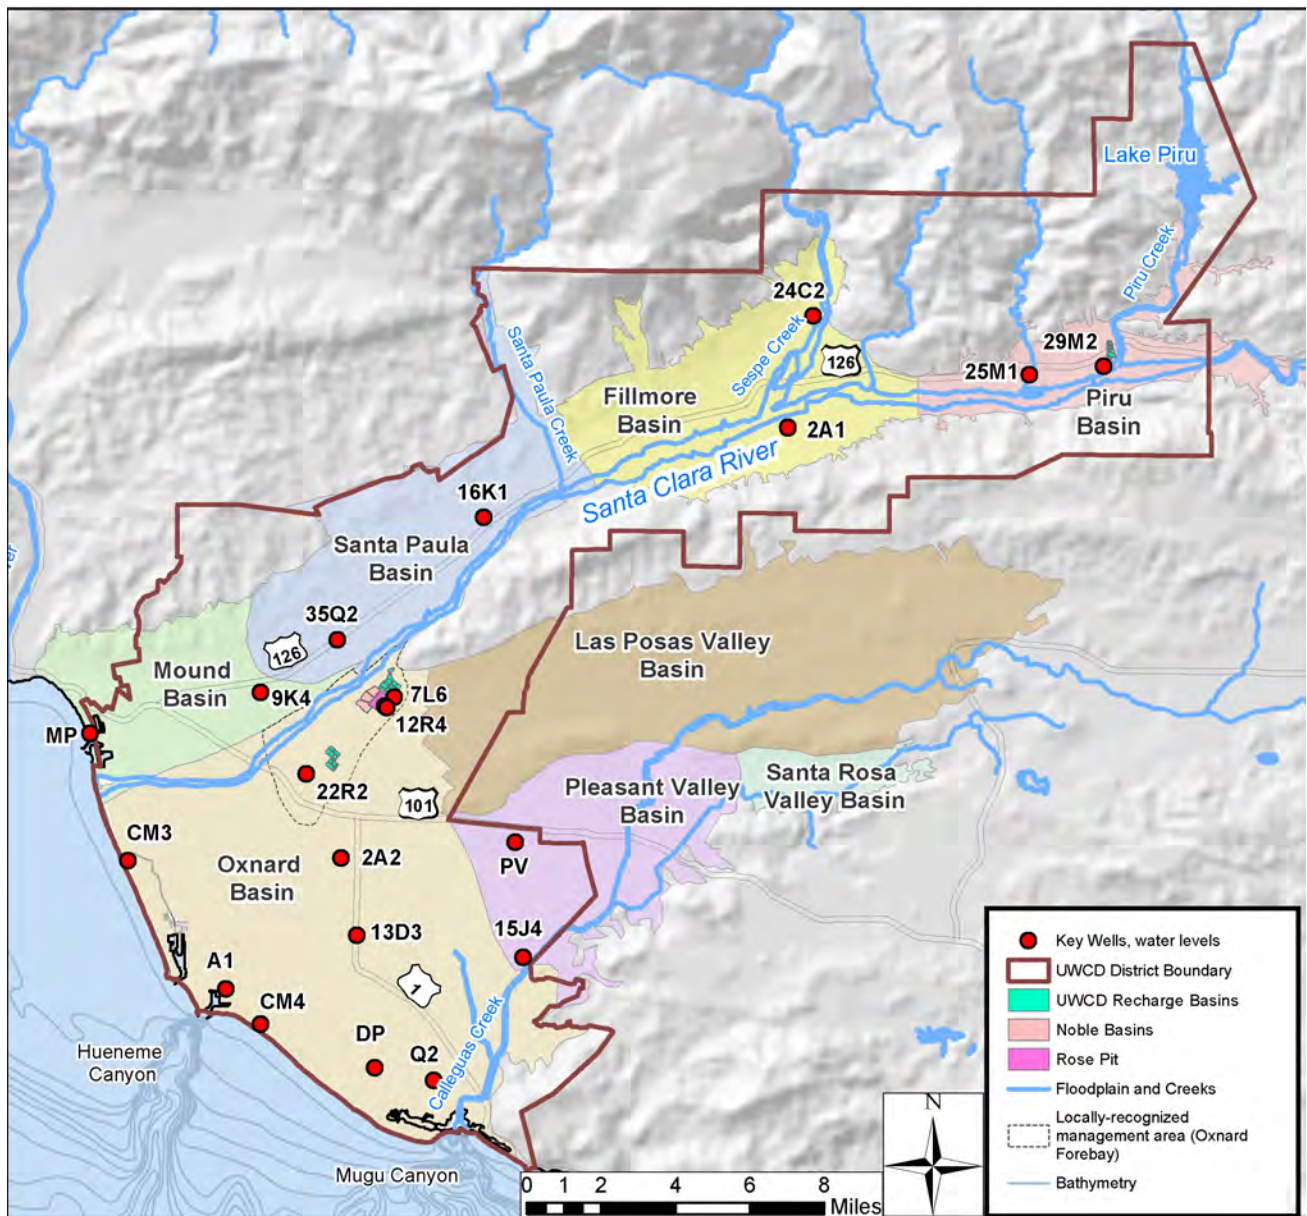 Lake Piru
Piru Creek
24C2
Sespe Creek
126
29M2
25M1
Santa Paula Creek
Fillmore
Basin
Piru
Basin
2A1
Santa Clara River
16K1
Santa Paula
Basin
35Q2
126
Las Posas Valley
Basin
Mound
Basin
9K4
7L6
12R4
MP
22R2
101
Pleasant Valley
Basin
Santa Rosa
Valley Basin
CM3
2A2
PV
Oxnard
Basin
13D3
15J4
A1
1
CM4
Calleguas Creek
DP
Q2
Hueneme
Canyon
Mugu Canyon
N
0 1 2 4 6 8
Miles
Key Wells, water levels
UWCD District Boundary
UWCD Recharge Basins
Noble Basins
Rose Pit
Floodplain and Creeks
Locally-recognized
management area (Oxnard
Forebay)
Bathymetry